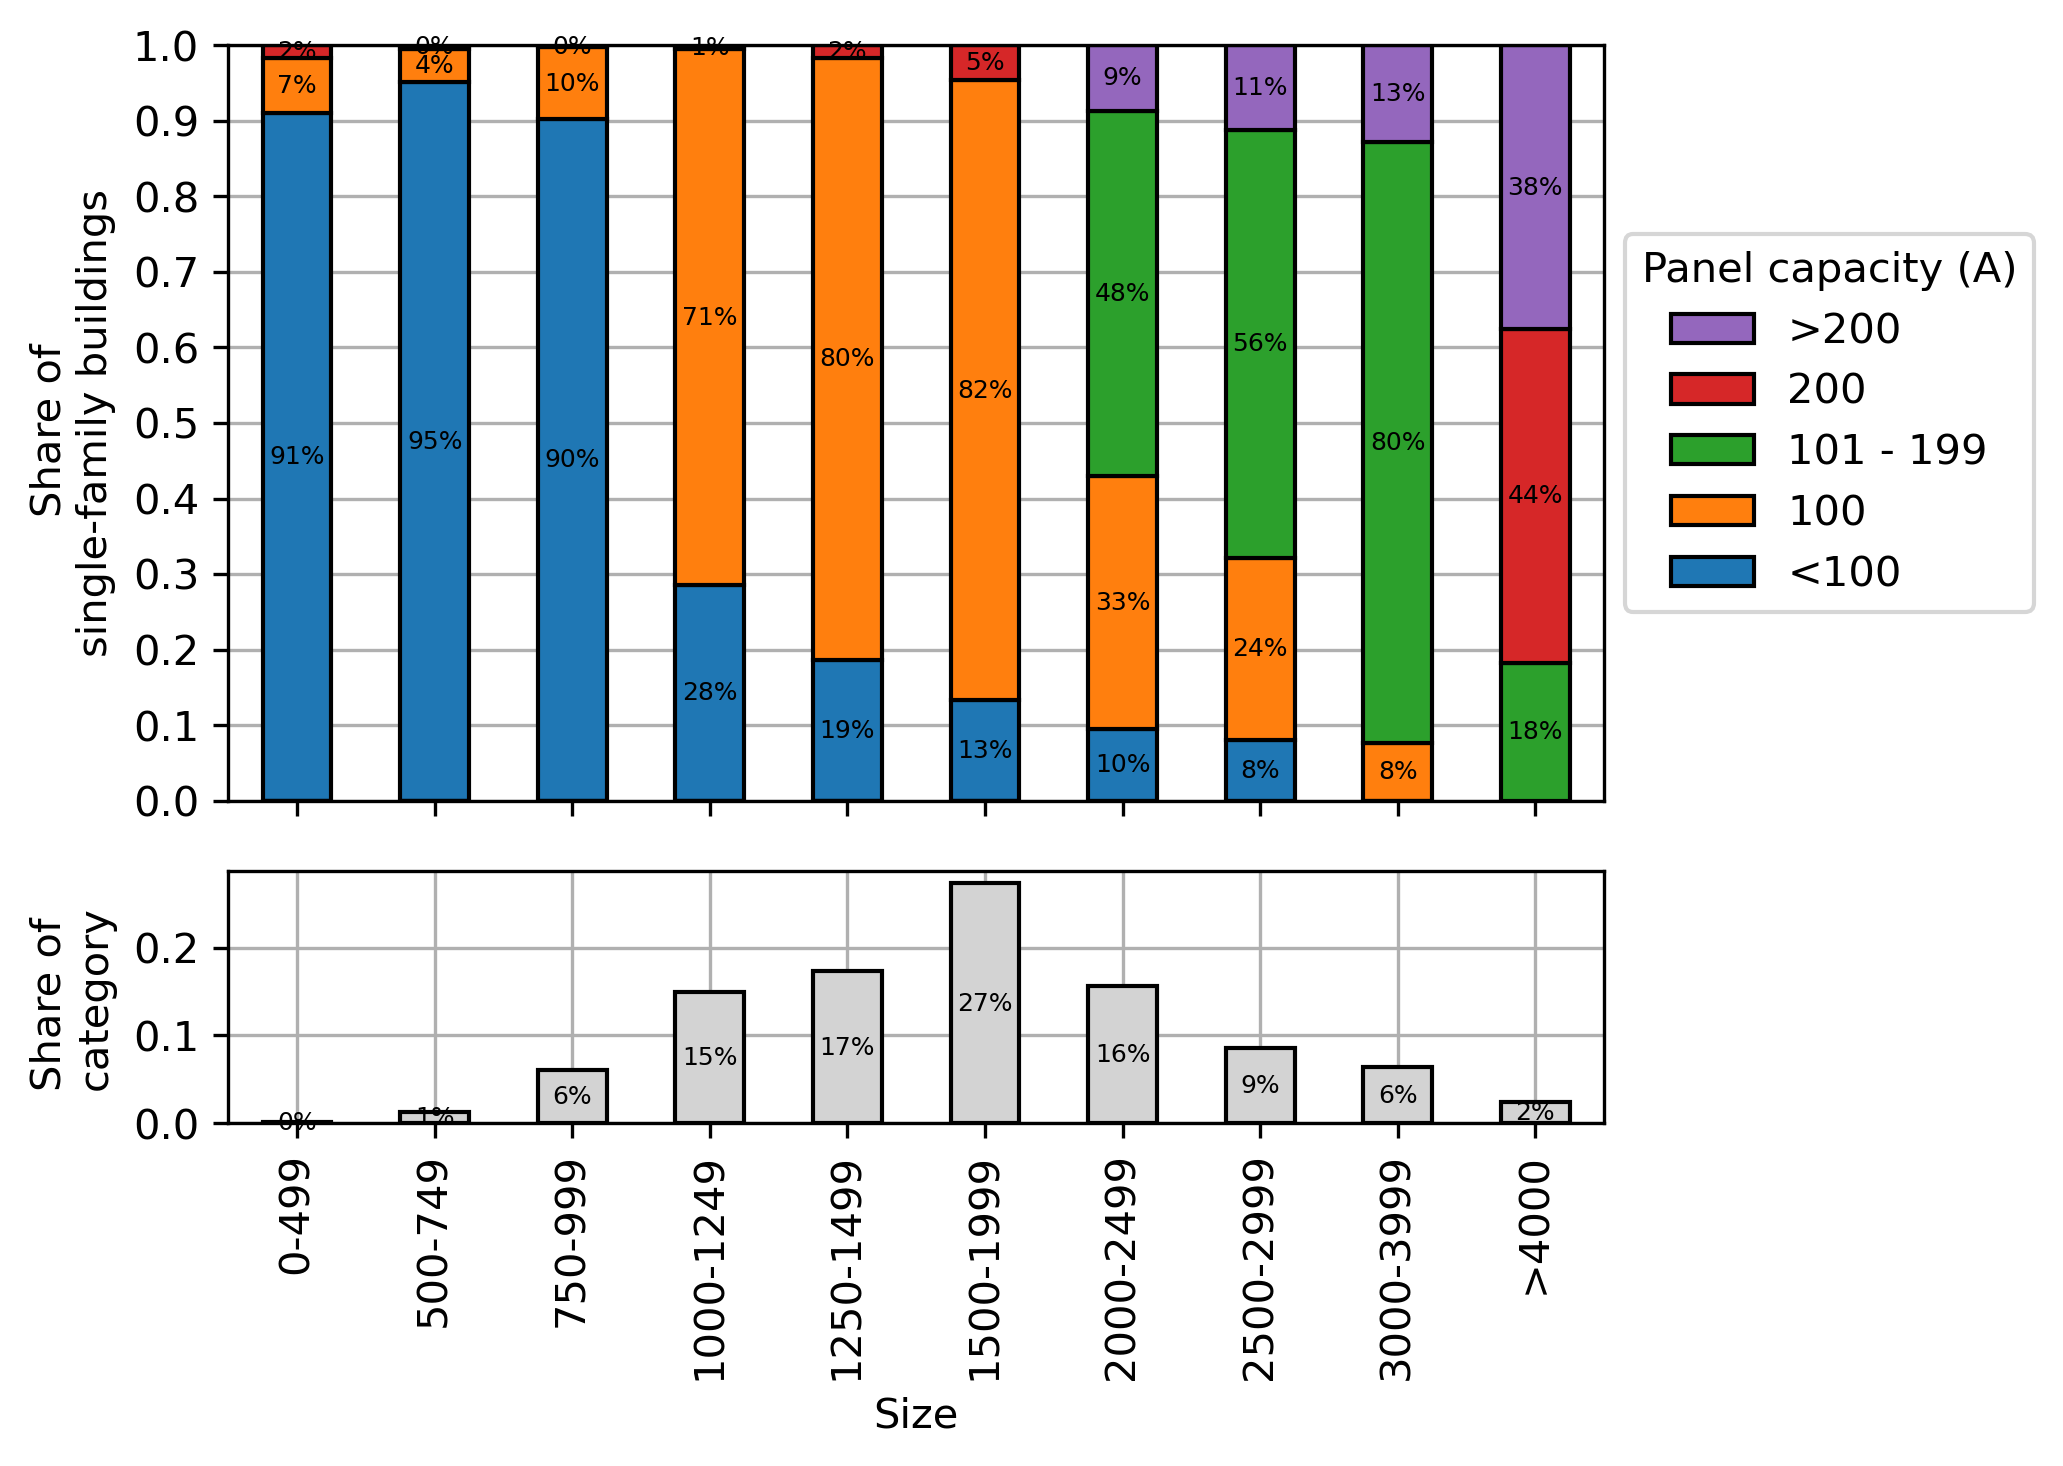 Share of
single-family buildings
1.0
0.9
0.8
0.7
0.6
0.5
0.4
0.3
0.2
0.1
0.0
2% 0% 0% 1% 2% 5% 9% 11% 13% 38%
7% 4% 10% 71% 80% 82% 48% 56% 80% 44%
91% 95% 90% 28% 19% 13% 33% 24% 8% 18%
10% 8%
Panel capacity (A)
>200
200
101 - 199
100
<100
Share of
category
0.2
0.1
0.0
0% 1% 6% 15% 17% 27% 16% 9% 6% 2%
0-499
500-749
750-999
1000-1249
1250-1499
1500-1999
2000-2499
2500-2999
3000-3999
>4000
Size